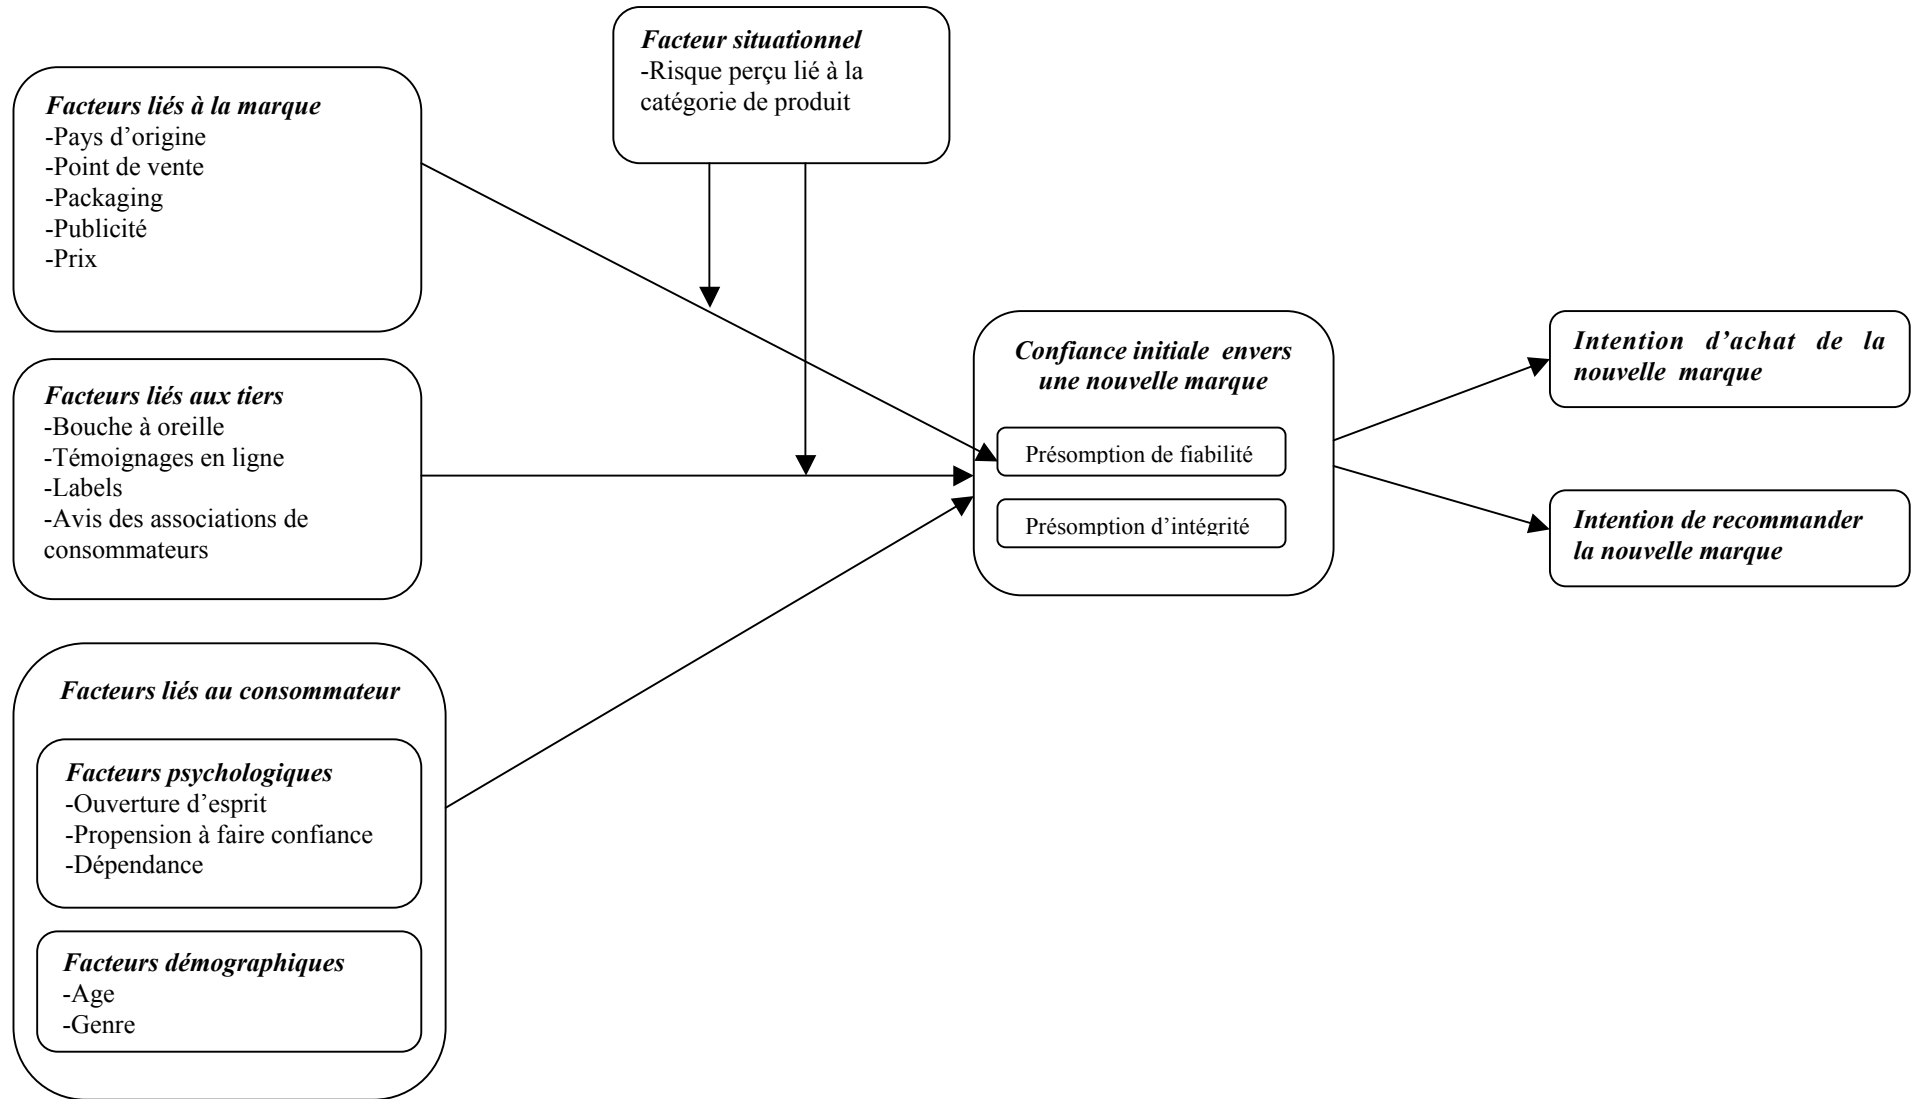 Facteur situationnel
-Risque perçu lié à la
catégorie de produit
Facteurs liés à la marque
-Pays d’origine
-Point de vente
-Packaging
-Publicité
-Prix
Facteurs liés aux tiers
-Bouche à oreille
-Témoignages en ligne
-Labels
-Avis des associations de
consommateurs
Facteurs liés au consommateur
Facteurs psychologiques
-Ouverture d’esprit
-Propension à faire confiance
-Dépendance
Facteurs démographiques
-Age
-Genre
Confiance initiale envers
une nouvelle marque
Présomption de fiabilité
Présomption d’intégrité
Intention d’achat de la
nouvelle marque
Intention de recommander
la nouvelle marque